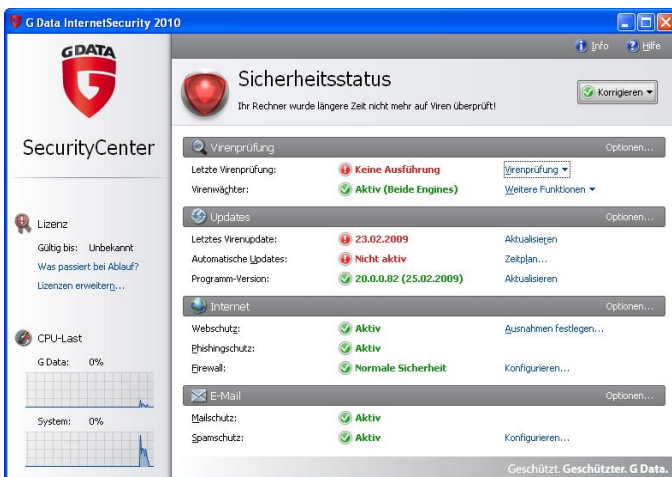 G Data InternetSecurity 2010
Info Hilfe
G DATA
SecurityCenter
Sicherheitsstatus
Ihr Rechner wurde längere Zeit nicht mehr auf Viren überprüft!
Korrigieren
Virenprüfung Optionen...
Letzte Virenprüfung: Keine Ausführung Virenprüfung
Virenwächter: Aktiv (Beide Engines) Weitere Funktionen
Updates Optionen...
Letztes Virenupdate: 23.02.2009 Aktualisieren
Automatische Updates: Nicht aktiv Zeitplan...
Programm-Version: 20.0.0.82 (25.02.2009) Aktualisieren
Internet Optionen...
Webschutz: Aktiv Ausnahmen festlegen...
Phishingschutz: Aktiv
Firewall: Normale Sicherheit Konfigurieren...
E-Mail Optionen...
Mailschutz: Aktiv
Spamschutz: Aktiv Konfigurieren...
Lizenz
Gültig bis: Unbekannt
Was passiert bei Ablauf?
Lizenzen erweitern...
CPU-Last
G Data: 0%
System: 0%
Geschützt. Geschützter. G Data.